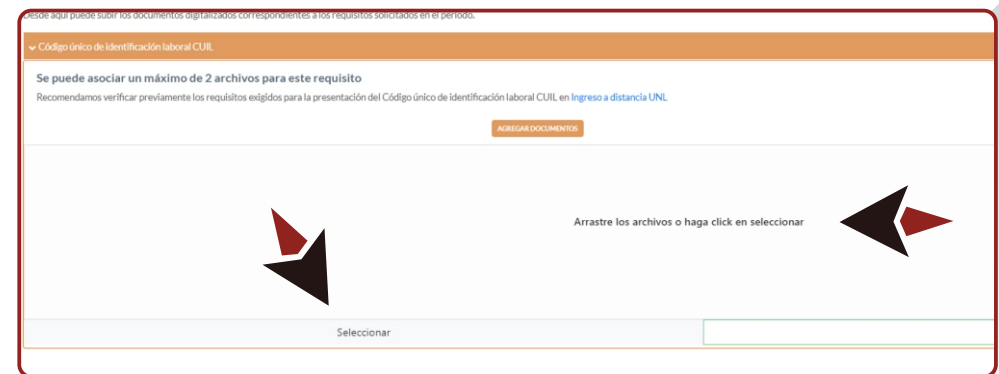 Desde aquí puede subir los documentos digitalizados correspondientes a los requisitos solicitados en el período.
Código único de identificación laboral CUIL
Se puede asociar un máximo de 2 archivos para este requisito
Recomendamos verificar previamente los requisitos exigidos para la presentación del Código único de identificación laboral CUIL en Ingreso a distancia UNL
AGREGAR DOCUMENTOS
Arrastre los archivos o haga click en seleccionar
Seleccionar